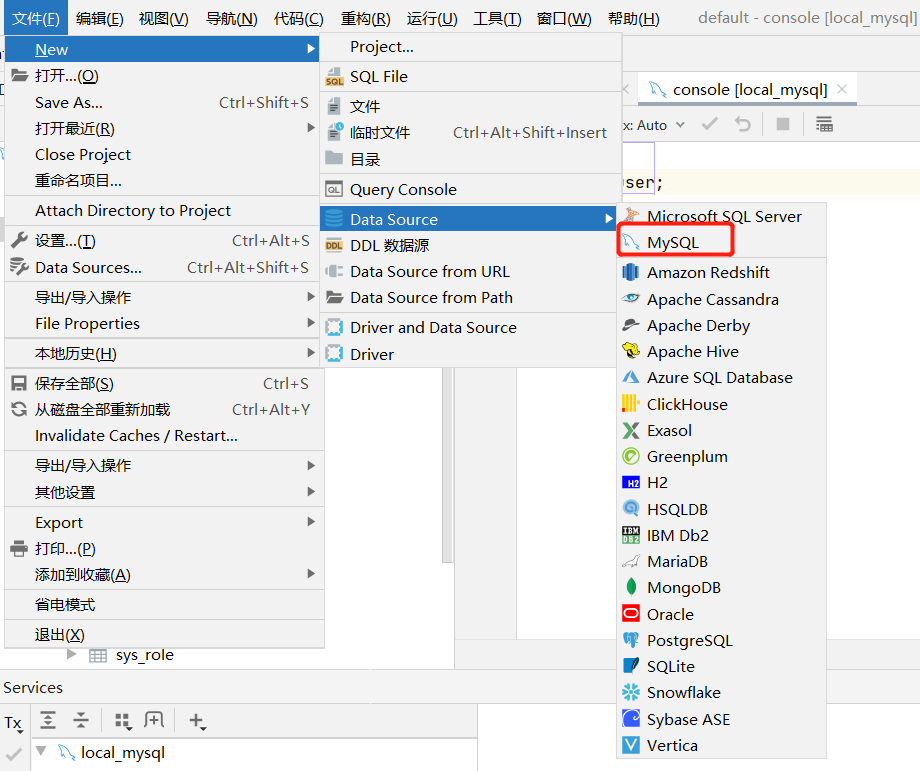 文件(F) 编辑(E) 视图(V) 导航(N) 代码(C) 重构(R) 运行(U) 工具(T) 窗口(W) 帮助(H) default - console [local_mysql]
New
打开...(O)
Save As... Ctrl+Shift+S
打开最近(R)
Close Project
重命名项目...
Attach Directory to Project
设置...(T) Ctrl+Alt+S
Data Sources... Ctrl+Alt+Shift+S
导出/导入操作
File Properties
本地历史(H)
保存全部(S) Ctrl+S
从磁盘全部重新加载 Ctrl+Alt+Y
Invalidate Caches / Restart...
导出/导入操作
其他设置
Export
打印...(P)
添加到收藏(A)
省电模式
退出(X)
Project...
SQL File
文件
临时文件 Ctrl+Alt+Shift+Insert
目录
Query Console
Data Source
DDL 数据源
Data Source from URL
Data Source from Path
Driver and Data Source
Driver
console [local_mysql]
x: Auto
ser;
Microsoft SQL Server
MySQL
Amazon Redshift
Apache Cassandra
Apache Derby
Apache Hive
Azure SQL Database
ClickHouse
Exasol
Greenplum
H2
HSQLDB
IBM Db2
MariaDB
MongoDB
Oracle
PostgreSQL
SQLite
Snowflake
Sybase ASE
Vertica
sys_role
Services
Tx
local_mysql